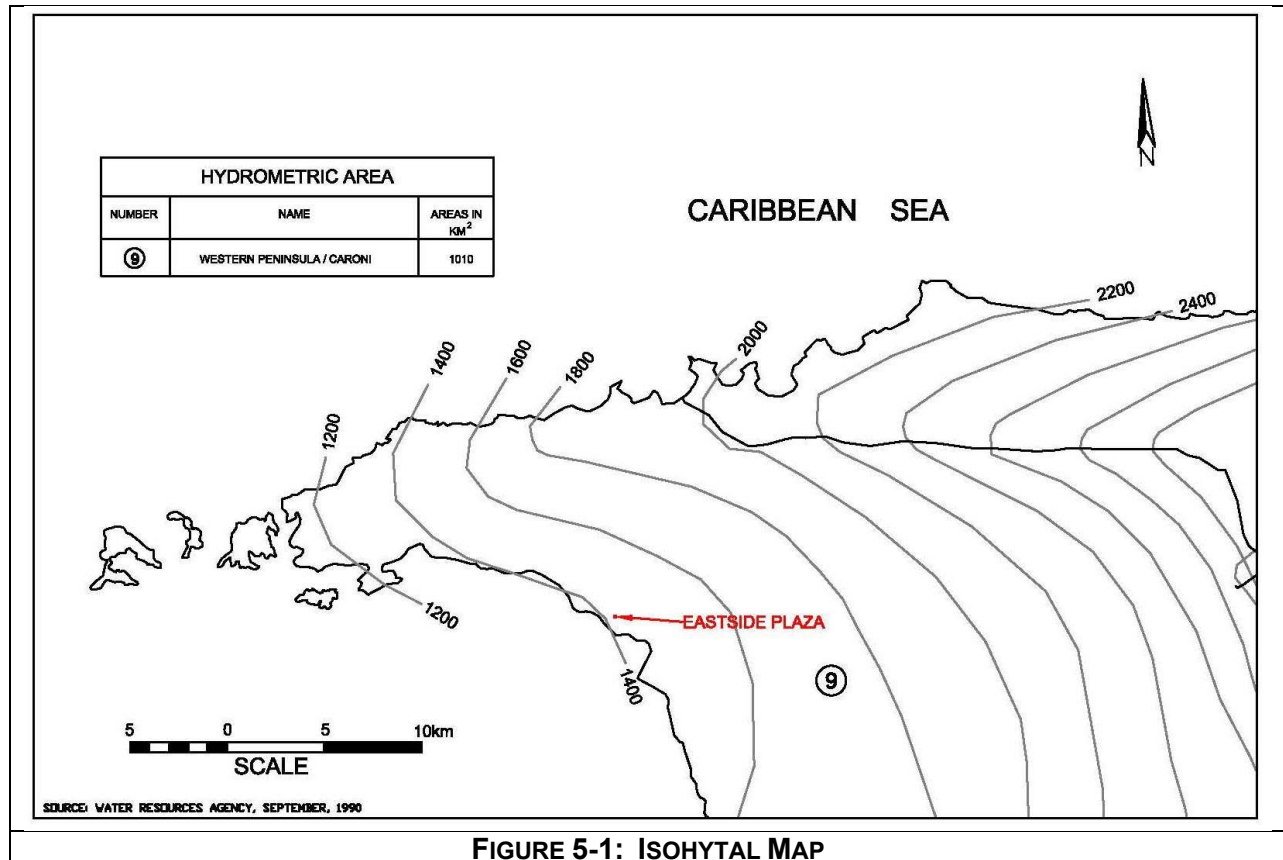 HYDROMETRIC AREA
NUMBER NAME AREAS IN KM²
9 WESTERN PENINSULA / CARONI 1010
N
CARIBBEAN SEA
2200
2400
2000
1800
1600
1400
1200
1200
EASTSIDE PLAZA
1400
9
5 0 5 10km
SCALE
SOURCE: WATER RESOURCES AGENCY, SEPTEMBER, 1990
FIGURE 5-1: ISOHYTAL MAP